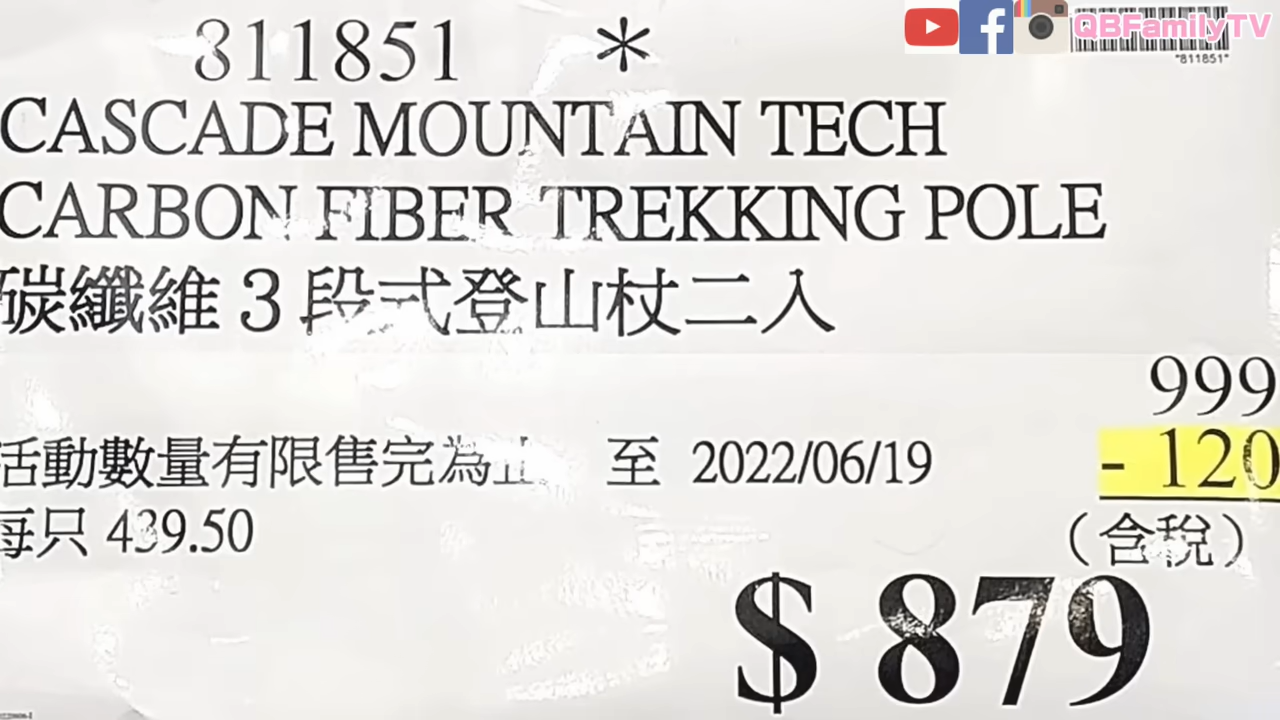 811851 *
QBFamilyTV
"811851"
CASCADE MOUNTAIN TECH
CARBON FIBER TREKKING POLE
碳纖維3段式登山杖二入
999
活動數量有限售完為止 至 2022/06/19 - 120
每只 439.50 (含稅)
$ 879